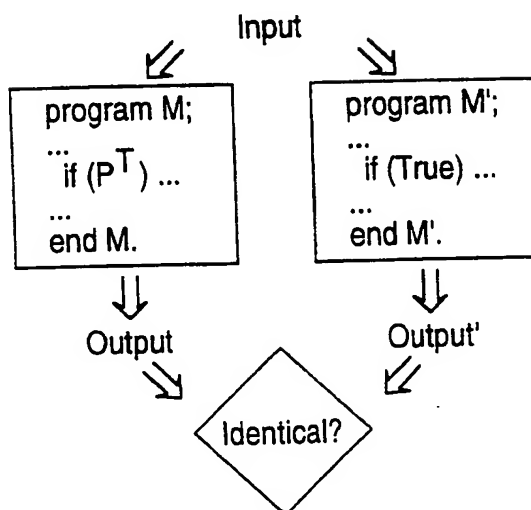 Input
program M;
...
if (P^T) ...
...
end M.
program M';
...
if (True) ...
...
end M'.
Output
Output'
Identical?